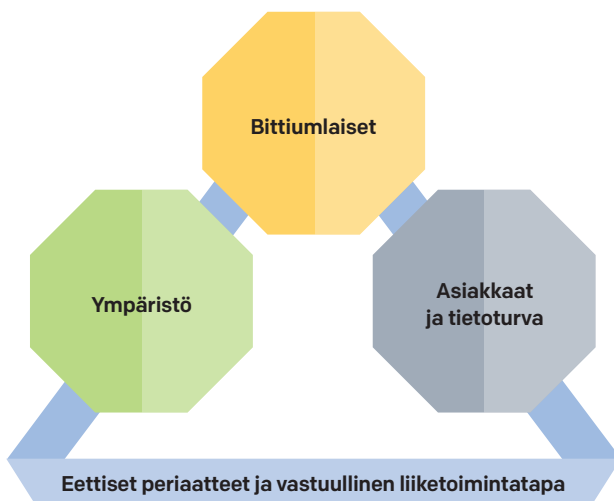 Bittiumlaiset
Ympäristö
Asiakkaat
ja tietoturva
Eettiset periaatteet ja vastuullinen liiketoimintatapa